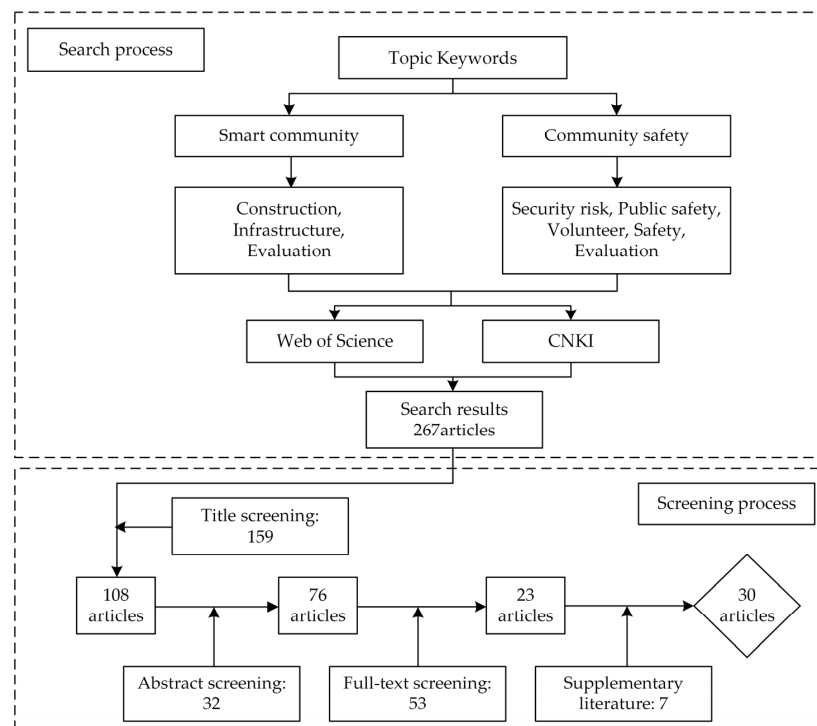 Search process
Topic Keywords
Smart community
Community safety
Construction,
Infrastructure,
Evaluation
Security risk, Public safety,
Volunteer, Safety,
Evaluation
Web of Science
CNKI
Search results
267articles
Screening process
Title screening:
159
108
articles
76
articles
23
articles
30
articles
Abstract screening:
32
Full-text screening:
53
Supplementary
literature: 7